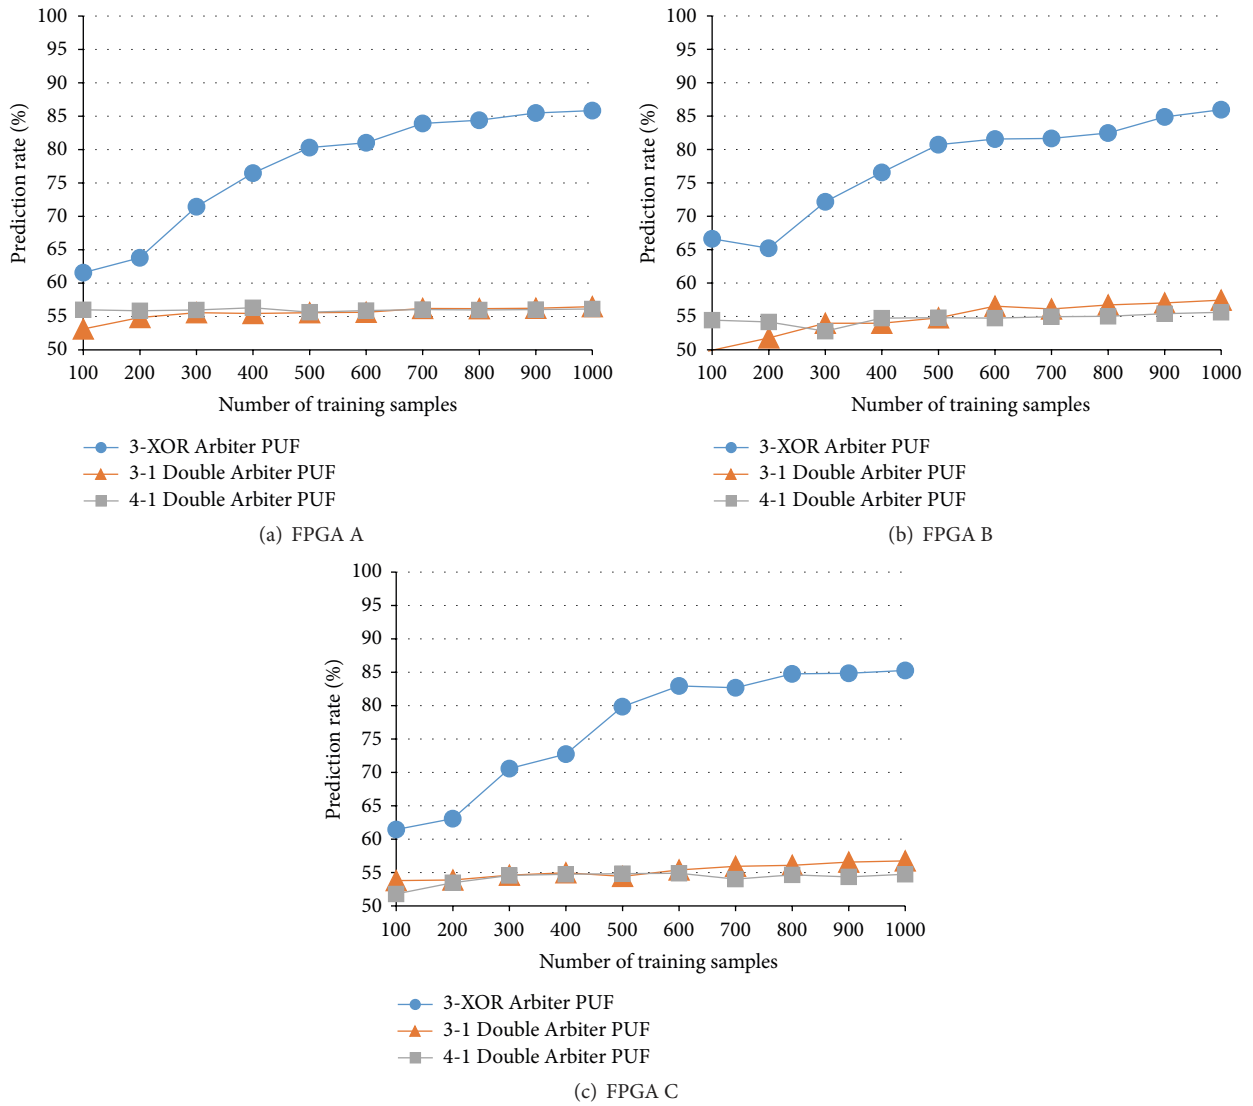 100
95
90
85
80
75
70
65
60
55
50
Prediction rate (%)
100 200 300 400 500 600 700 800 900 1000
Number of training samples
3-XOR Arbiter PUF
3-1 Double Arbiter PUF
4-1 Double Arbiter PUF
(a) FPGA A
100
95
90
85
80
75
70
65
60
55
50
Prediction rate (%)
100 200 300 400 500 600 700 800 900 1000
Number of training samples
3-XOR Arbiter PUF
3-1 Double Arbiter PUF
4-1 Double Arbiter PUF
(b) FPGA B
100
95
90
85
80
75
70
65
60
55
50
Prediction rate (%)
100 200 300 400 500 600 700 800 900 1000
Number of training samples
3-XOR Arbiter PUF
3-1 Double Arbiter PUF
4-1 Double Arbiter PUF
(c) FPGA C